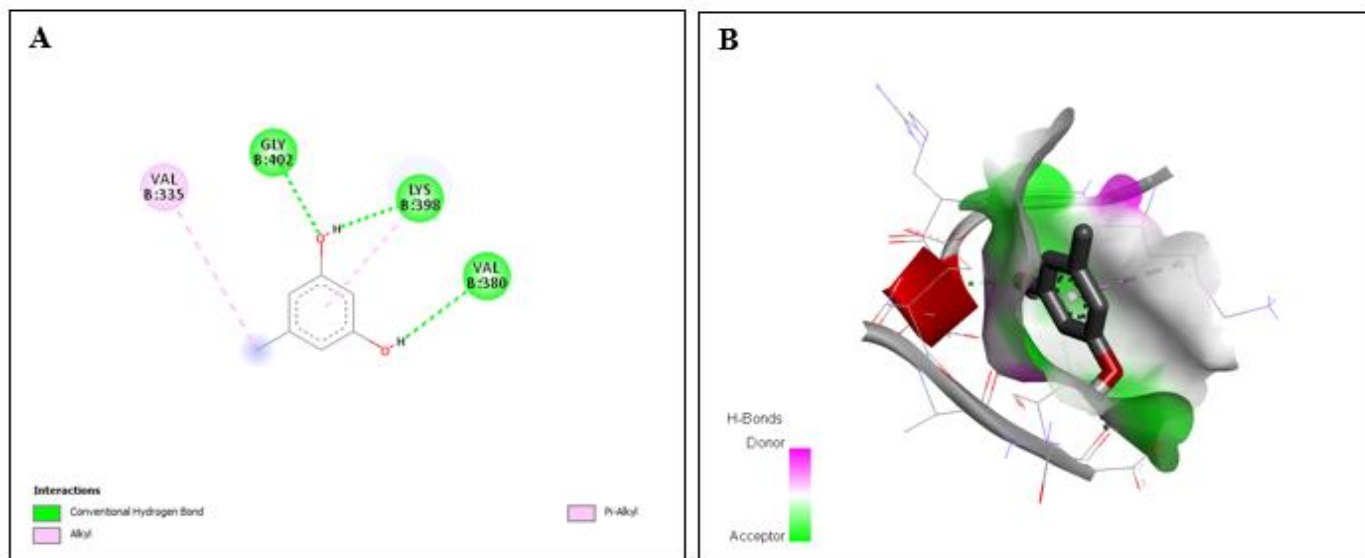 A
GLY
B:402
VAL
B:335
LYS
B:398
H
O
VAL
B:380
O
H
Interactions
Conventional Hydrogen Bond
Alkyl
Pi-Alkyl
B
H-Bonds
Donor
Acceptor